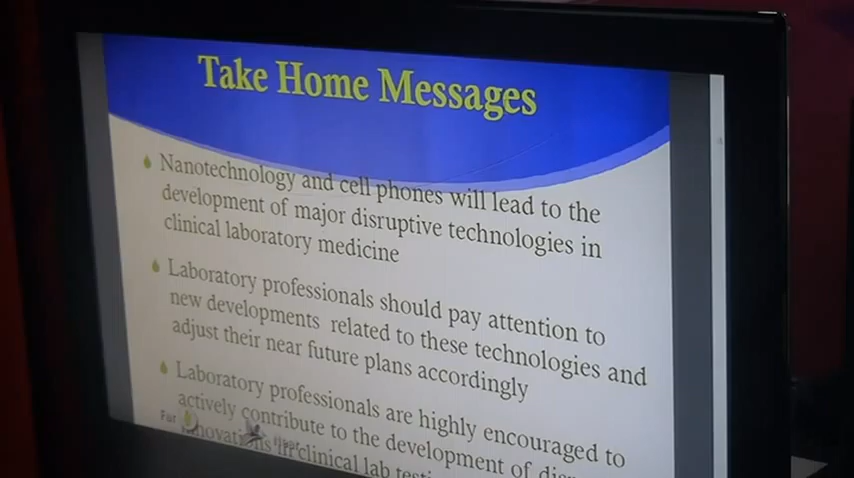 Take Home Messages
Nanotechnology and cell phones will lead to the
development of major disruptive technologies in
clinical laboratory medicine
Laboratory professionals should pay attention to
new developments related to these technologies and
adjust their near future plans accordingly
Laboratory professionals are highly encouraged to
actively contribute to the development of
in clinical lab
Far